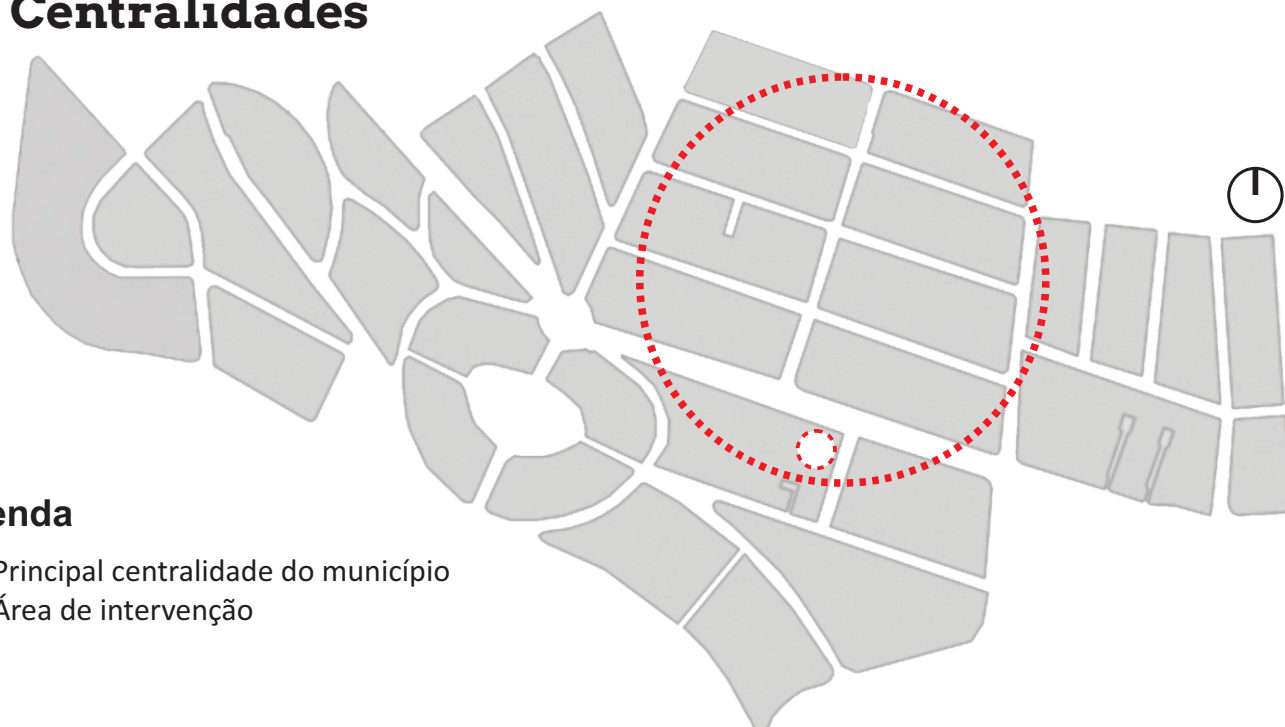 Centralidades
enda
Principal centralidade do município
Área de intervenção